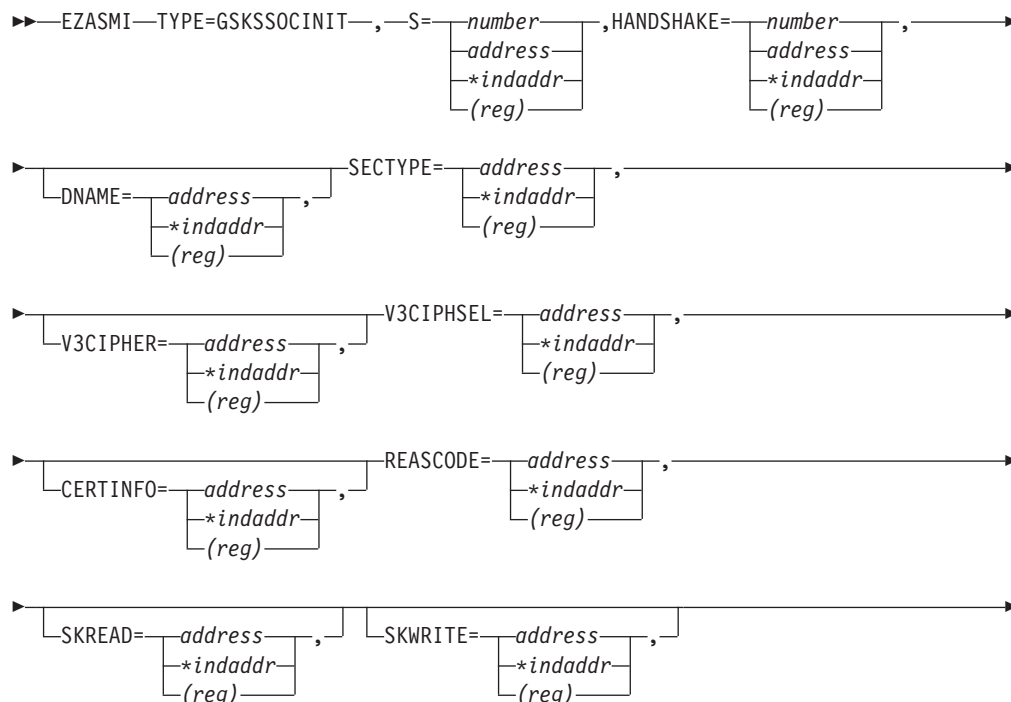 EZASMI TYPE=GSKSSOCINIT , S= number ,HANDSHAKE= number ,
address address
*indaddr *indaddr
(reg) (reg)
SECTYPE= address ,
DNAME= address , *indaddr
*indaddr (reg)
(reg)
V3CIPHSEL= address ,
V3CIPHER= address , *indaddr
*indaddr (reg)
(reg)
REASCODE= address ,
CERTINFO= address , *indaddr
*indaddr (reg)
(reg)
SKREAD= address , SKWRITE= address ,
*indaddr *indaddr
(reg) (reg)